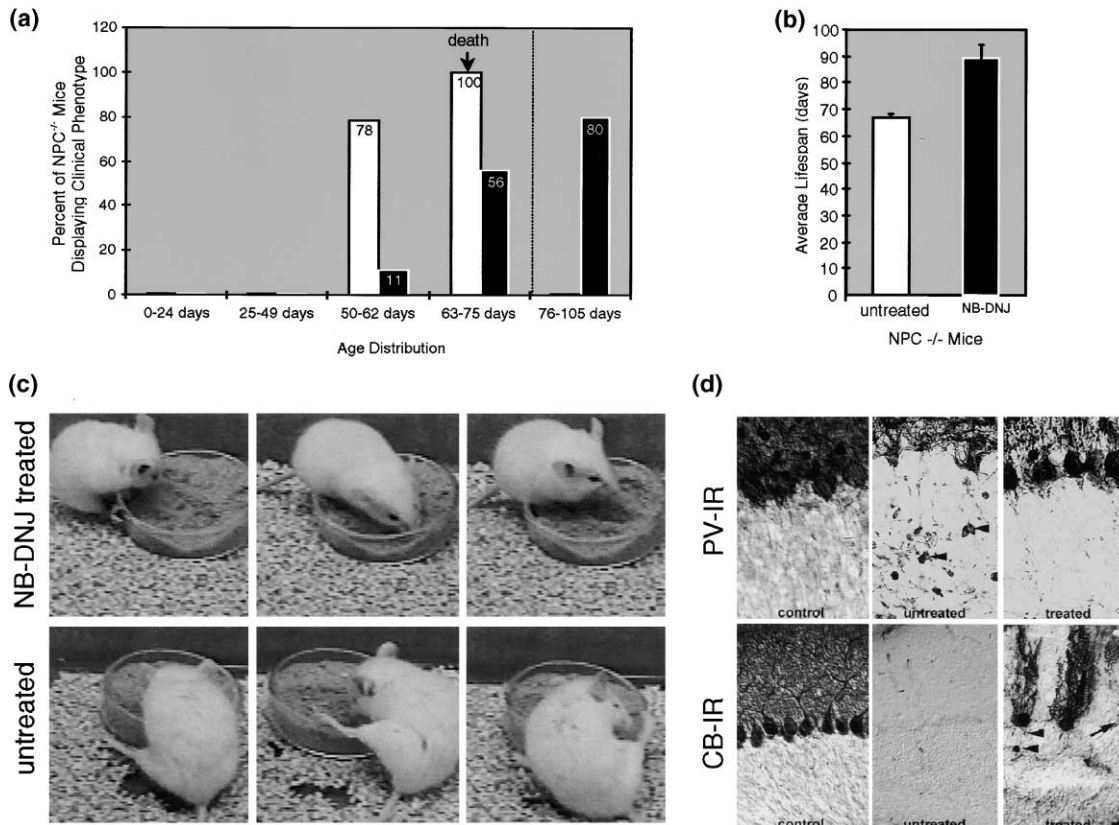 (a)
120
100
80
60
40
20
0
Percent of NPC-/- Mice
Displaying Clinical Phenotype
death
78
11
100
56
80
0-24 days
25-49 days
50-62 days
63-75 days
76-105 days
Age Distribution
(b)
100
90
80
70
60
50
40
30
20
10
0
Average Lifespan (days)
untreated
NB-DNJ
NPC -/- Mice
(c)
NB-DNJ treated
untreated
(d)
PV-IR
control
untreated
treated
CB-IR
control
untreated
treated